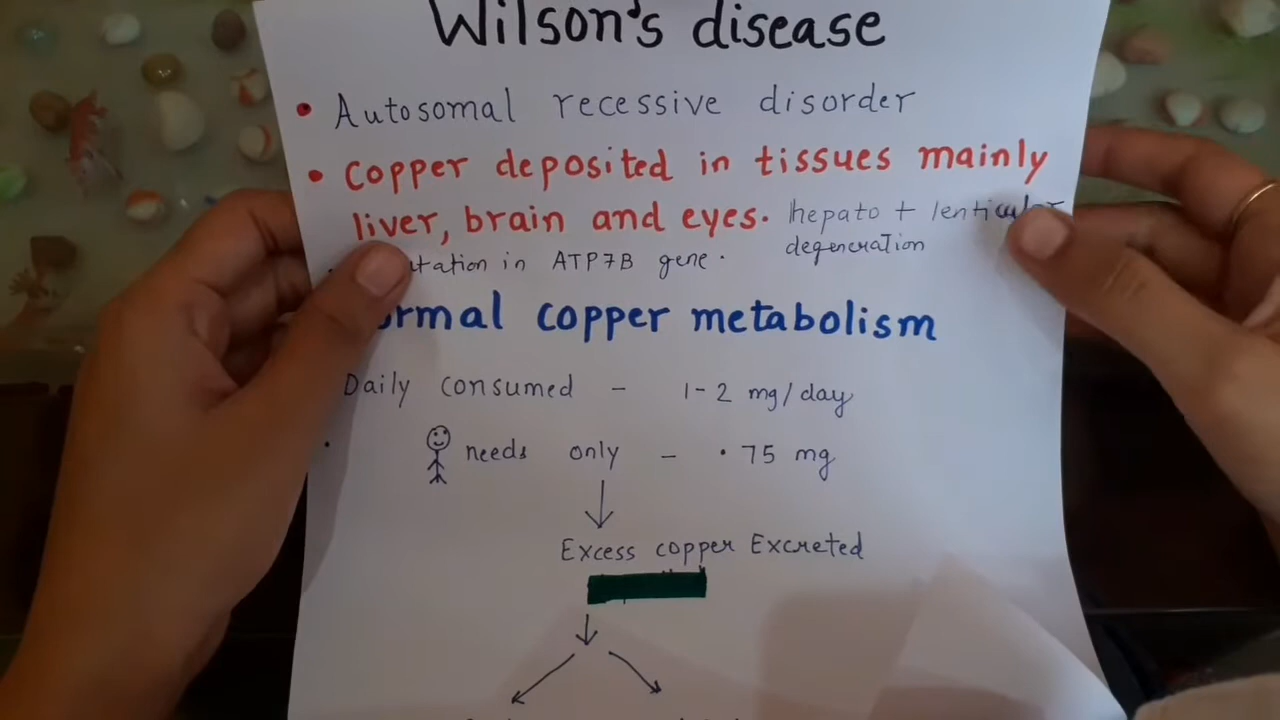 Wilson's disease
• Autosomal recessive disorder
• Copper deposited in tissues mainly
liver, brain and eyes. hepato + lenticular
degeneration
tation in ATP7B gene.
rmal copper metabolism
Daily consumed - 1-2 mg/day
needs only - .75 mg
Excess copper Excreted